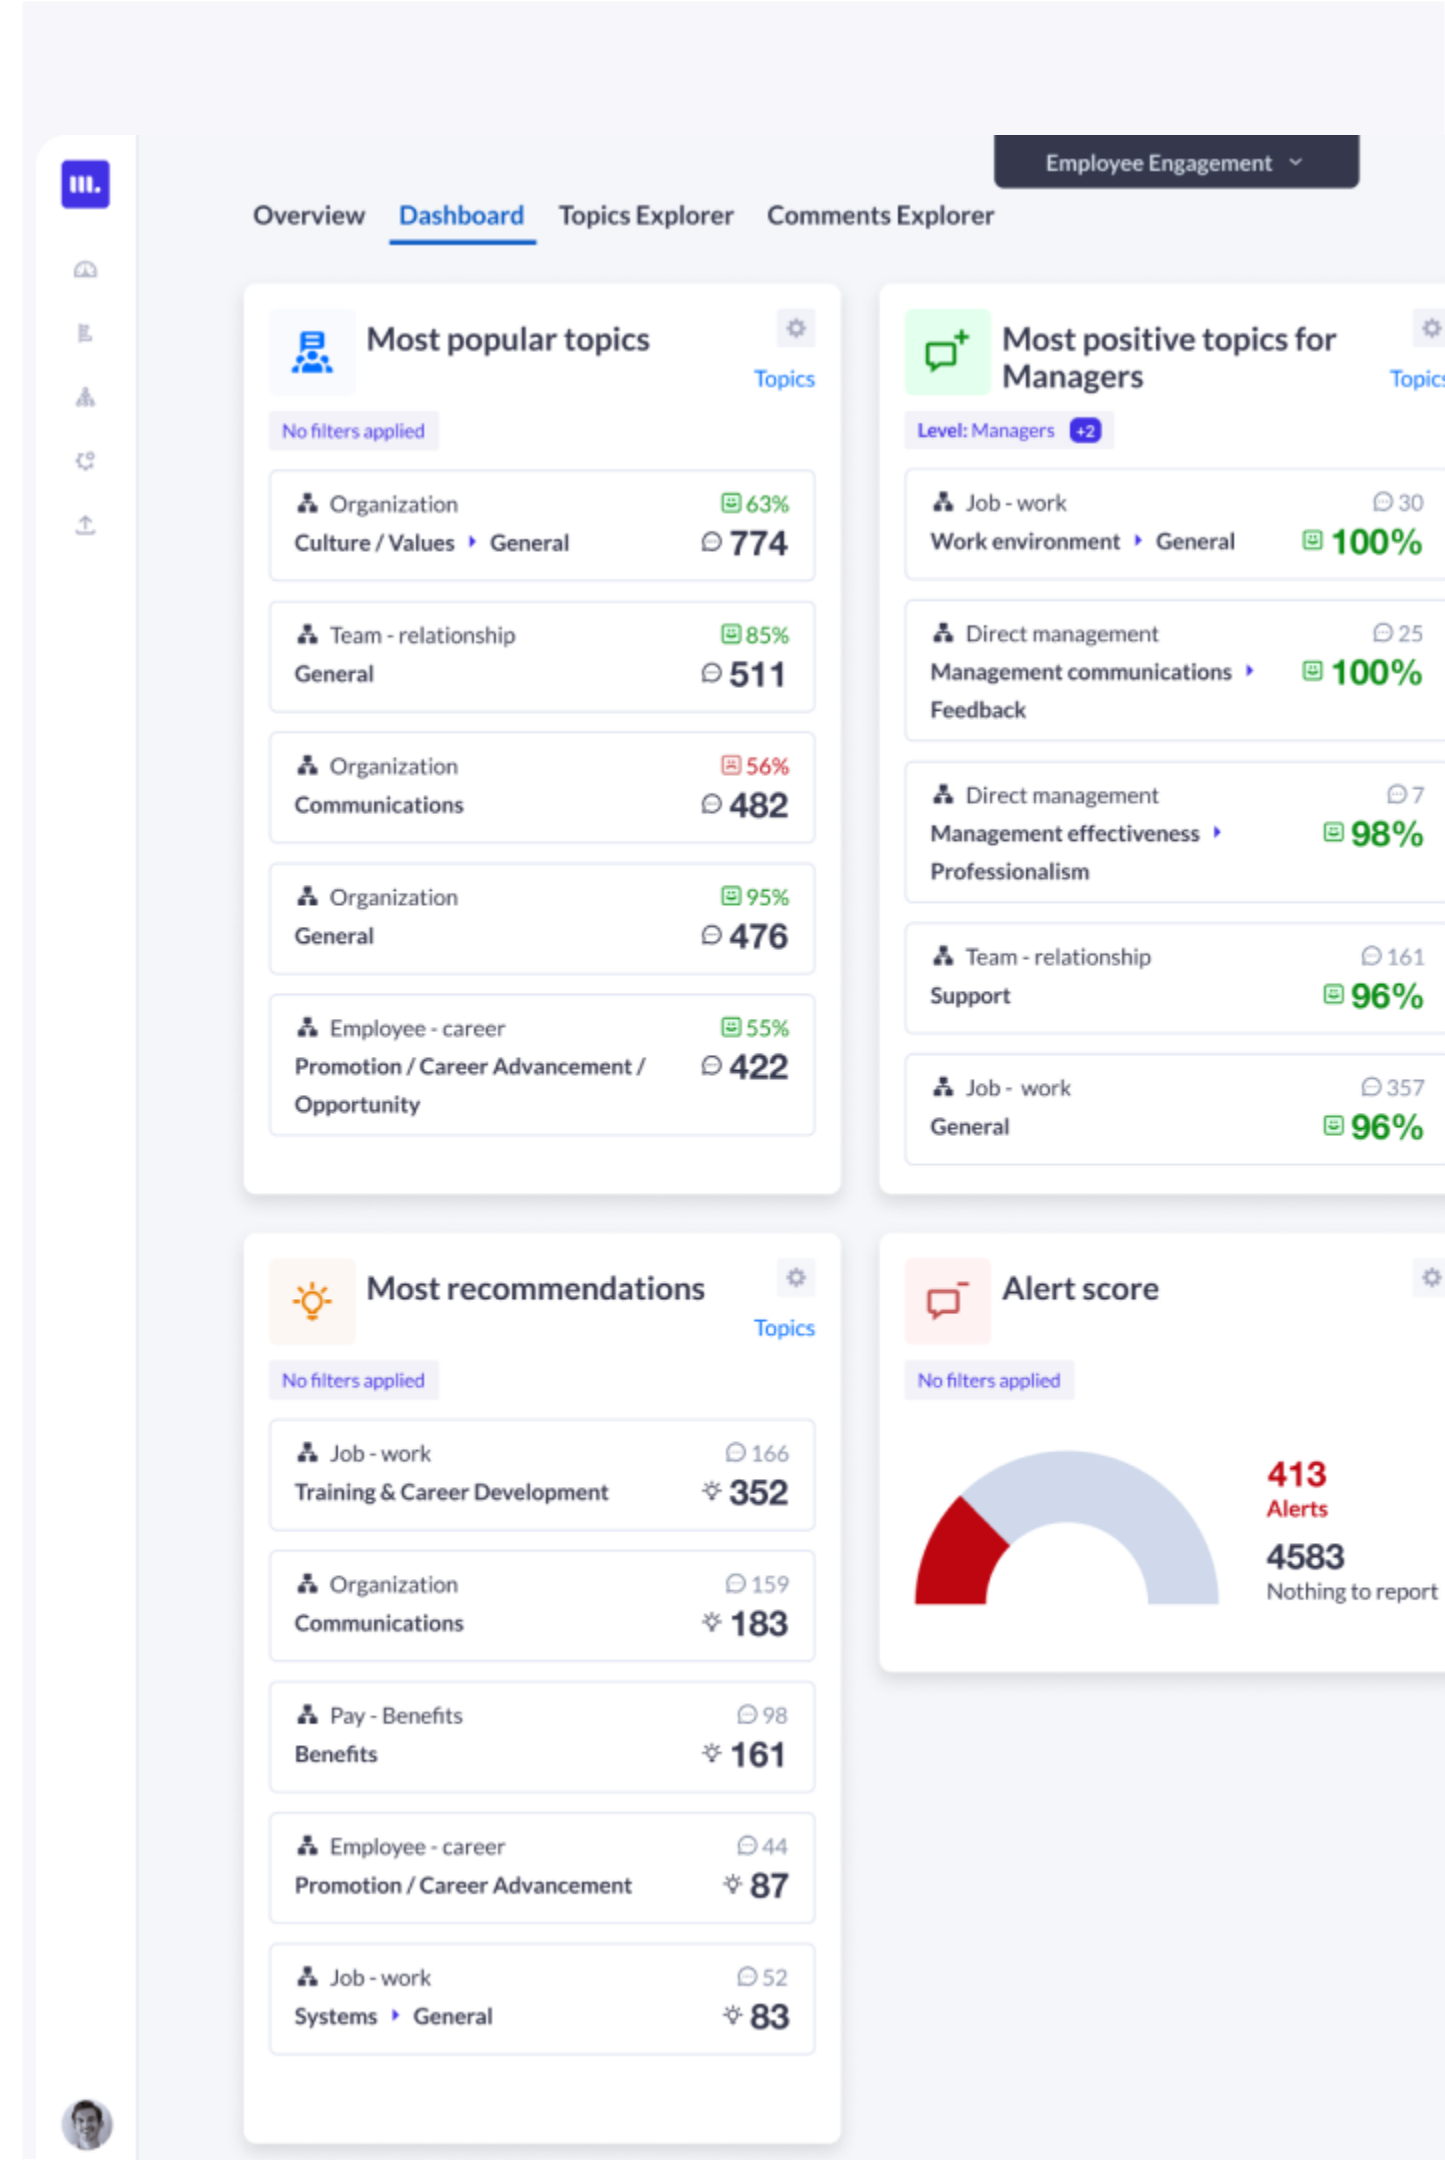 m.
Employee Engagement
Overview Dashboard Topics Explorer Comments Explorer
Most popular topics
Topics
No filters applied
Organization 63%
Culture / Values General 774
Team - relationship 85%
General 511
Organization 56%
Communications 482
Organization 95%
General 476
Employee - career 55%
Promotion / Career Advancement / 422
Opportunity
Most positive topics for
Managers
Topics
Level: Managers +2
Job - work 30
Work environment General 100%
Direct management 25
Management communications 100%
Feedback
Direct management 7
Management effectiveness 98%
Professionalism
Team - relationship 161
Support 96%
Job - work 357
General 96%
Most recommendations
Topics
No filters applied
Job - work 166
Training & Career Development 352
Organization 159
Communications 183
Pay - Benefits 98
Benefits 161
Employee - career 44
Promotion / Career Advancement 87
Job - work 52
Systems General 83
Alert score
No filters applied
413
Alerts
4583
Nothing to report